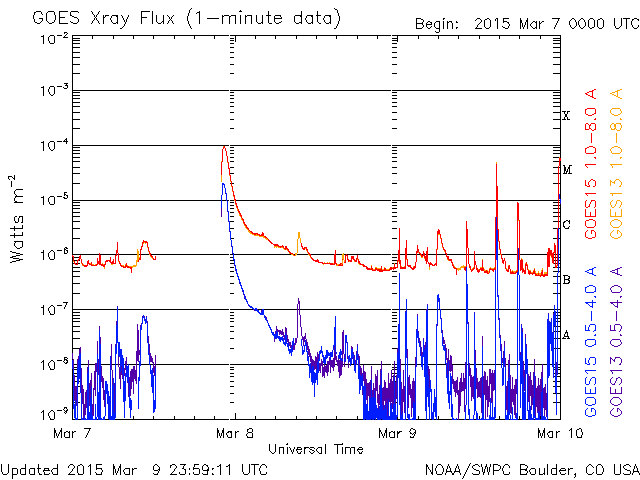 GOES Xray Flux (1-minute data)
Begin: 2015 Mar 7 0000 UTC
10-2
10-3
10-4
10-5
10-6
10-7
10-8
10-9
Watts m-2
X
M
C
B
A
GOES15 1.0-8.0 A
GOES13 1.0-8.0 A
GOES15 0.5-4.0 A
GOES13 0.5-4.0 A
Mar 7
Mar 8
Mar 9
Mar 10
Universal Time
Updated 2015 Mar 9 23:59:11 UTC
NOAA/SWPC Boulder, CO USA